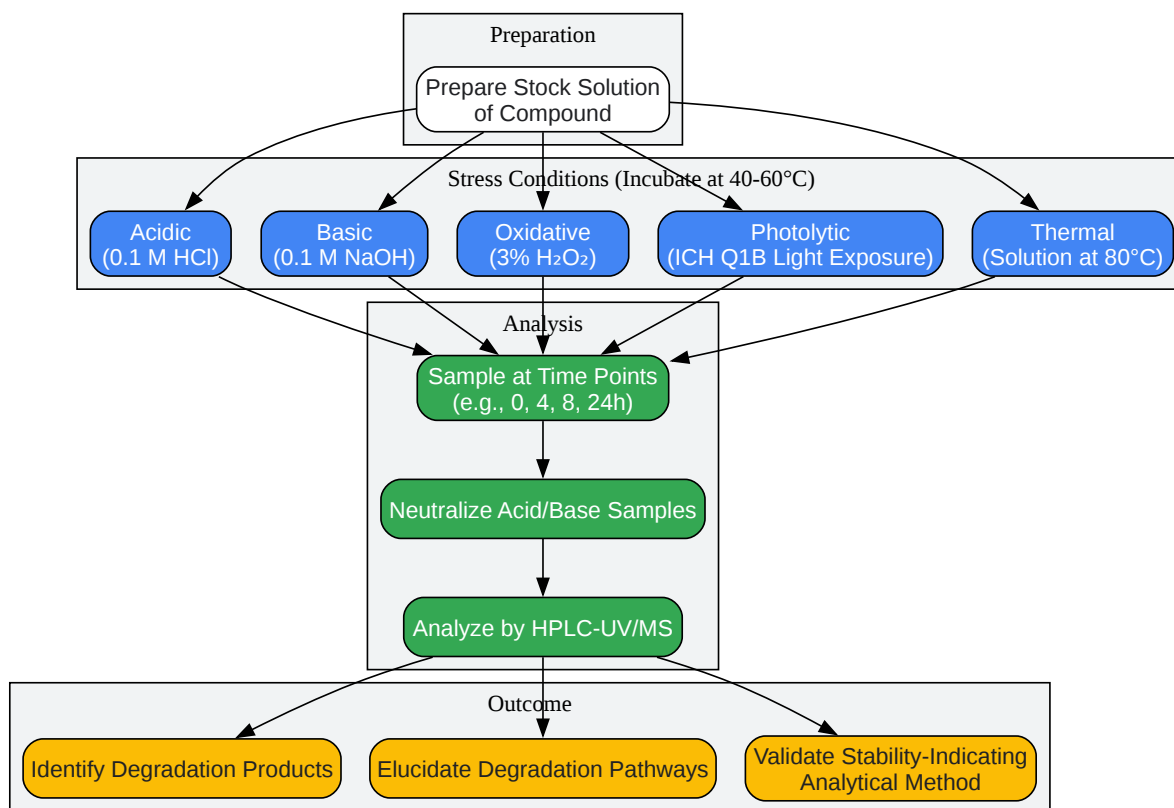 Preparation
Prepare Stock Solution
of Compound
Stress Conditions (Incubate at 40-60°C)
Acidic
(0.1 M HCl)
Basic
(0.1 M NaOH)
Oxidative
(3% H₂O₂)
Photolytic
(ICH Q1B Light Exposure)
Thermal
(Solution at 80°C)
Analysis
Sample at Time Points
(e.g., 0, 4, 8, 24h)
Neutralize Acid/Base Samples
Analyze by HPLC-UV/MS
Outcome
Identify Degradation Products
Elucidate Degradation Pathways
Validate Stability-Indicating
Analytical Method